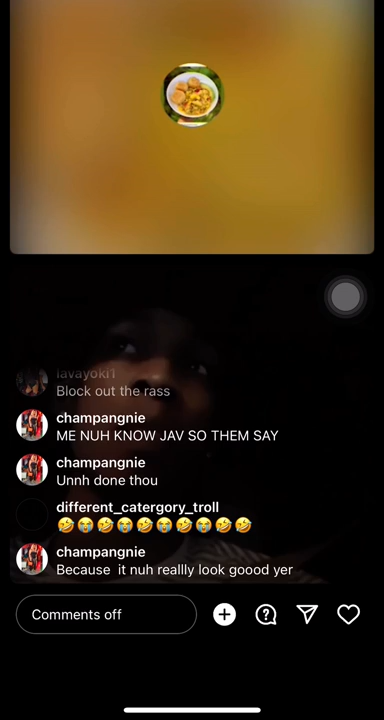 lavayoki1
Block out the rass
champangnie
ME NUH KNOW JAV SO THEM SAY
champangnie
Unnh done thou
different_catergory_troll
🤣😭🤣😭🤣😭🤣😭🤣🤣
champangnie
Because it nuh reallly look goood yer
Comments off